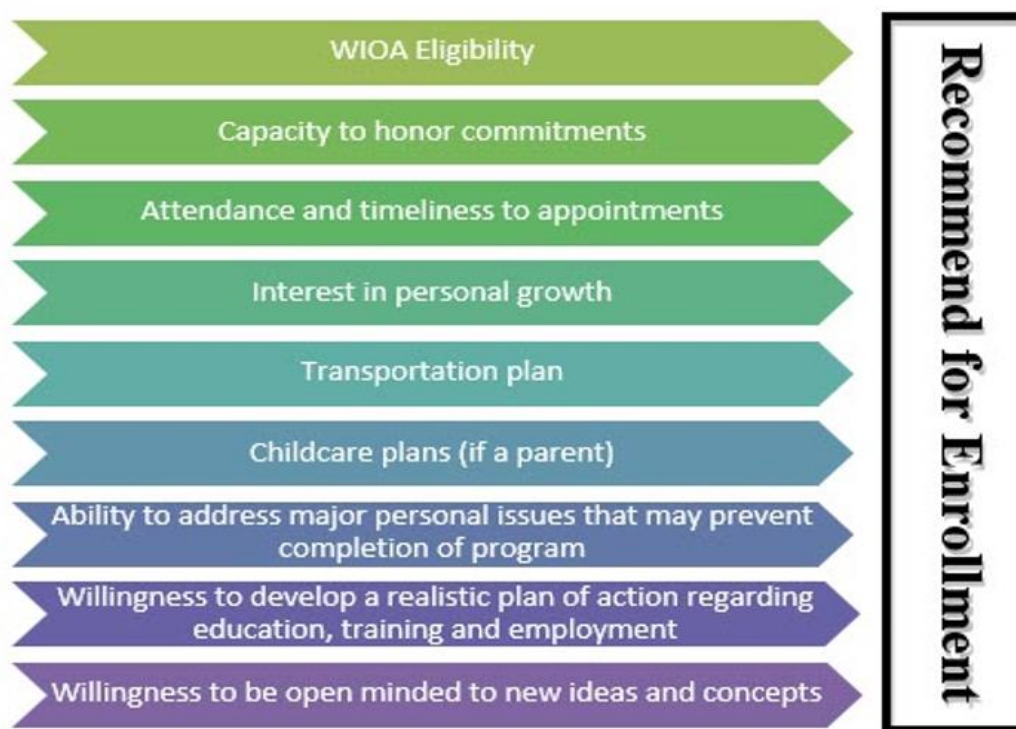 WIOA Eligibility
Capacity to honor commitments
Attendance and timeliness to appointments
Interest in personal growth
Transportation plan
Childcare plans (if a parent)
Ability to address major personal issues that may prevent
completion of program
Willingness to develop a realistic plan of action regarding
education, training and employment
Willingness to be open minded to new ideas and concepts
Recommend for Enrollment